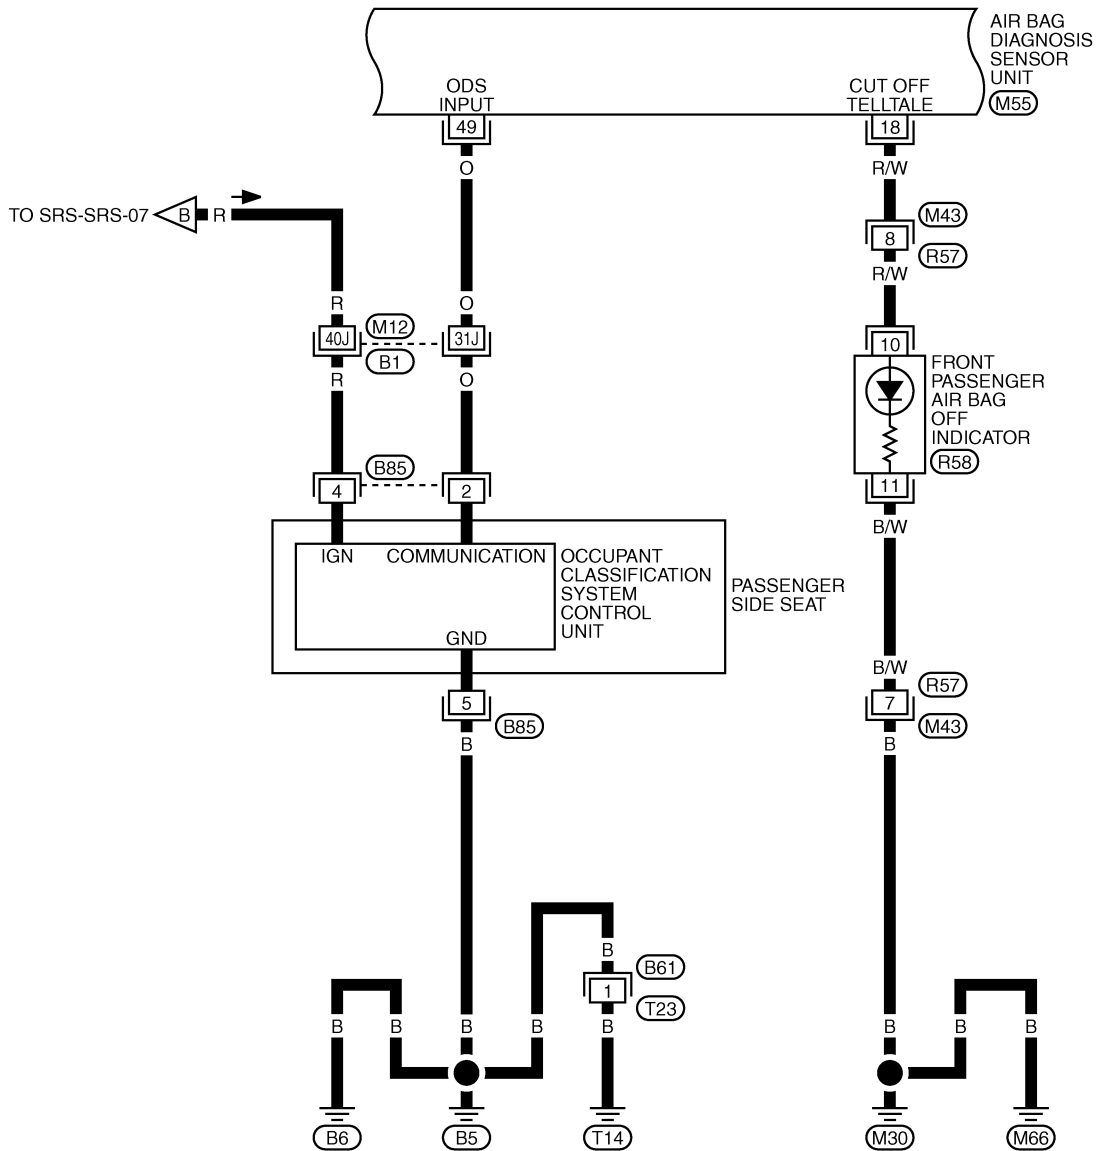 AIR BAG
DIAGNOSIS
SENSOR
UNIT
M55
ODS
INPUT
CUT OFF
TELLTALE
49
18
O
R/W
TO SRS-SRS-07
B
R
M43
8
R57
R/W
R
O
40J
M12
B1
31J
10
R
O
FRONT
PASSENGER
AIR BAG
OFF
INDICATOR
R58
B85
4
2
11
B/W
IGN
COMMUNICATION
OCCUPANT
CLASSIFICATION
SYSTEM
CONTROL
UNIT
PASSENGER
SIDE SEAT
GND
B/W
R57
5
7
B85
M43
B
B
B
B61
1
T23
B
B
B
B
B
B
B
B
B6
B5
T14
M30
M66